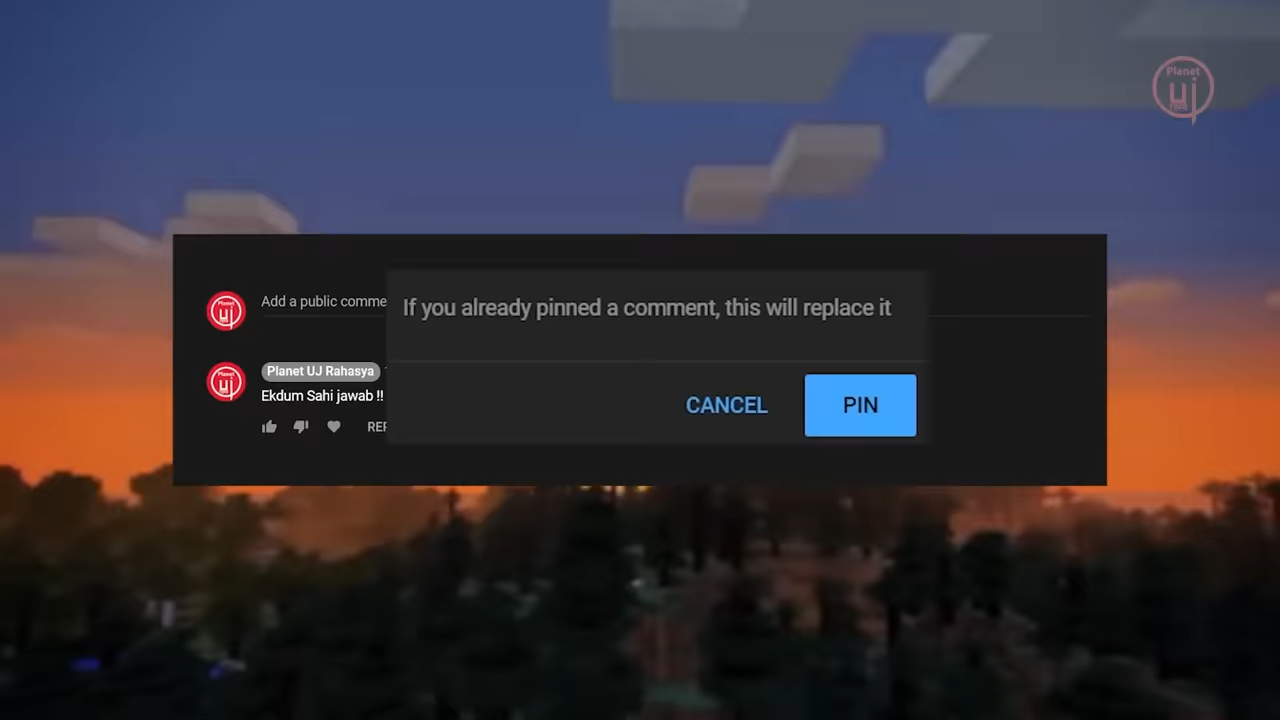 Planet
uj
Add a public comme
If you already pinned a comment, this will replace it
Planet UJ Rahasya
Ekdum Sahi jawab !!
CANCEL
PIN
REF